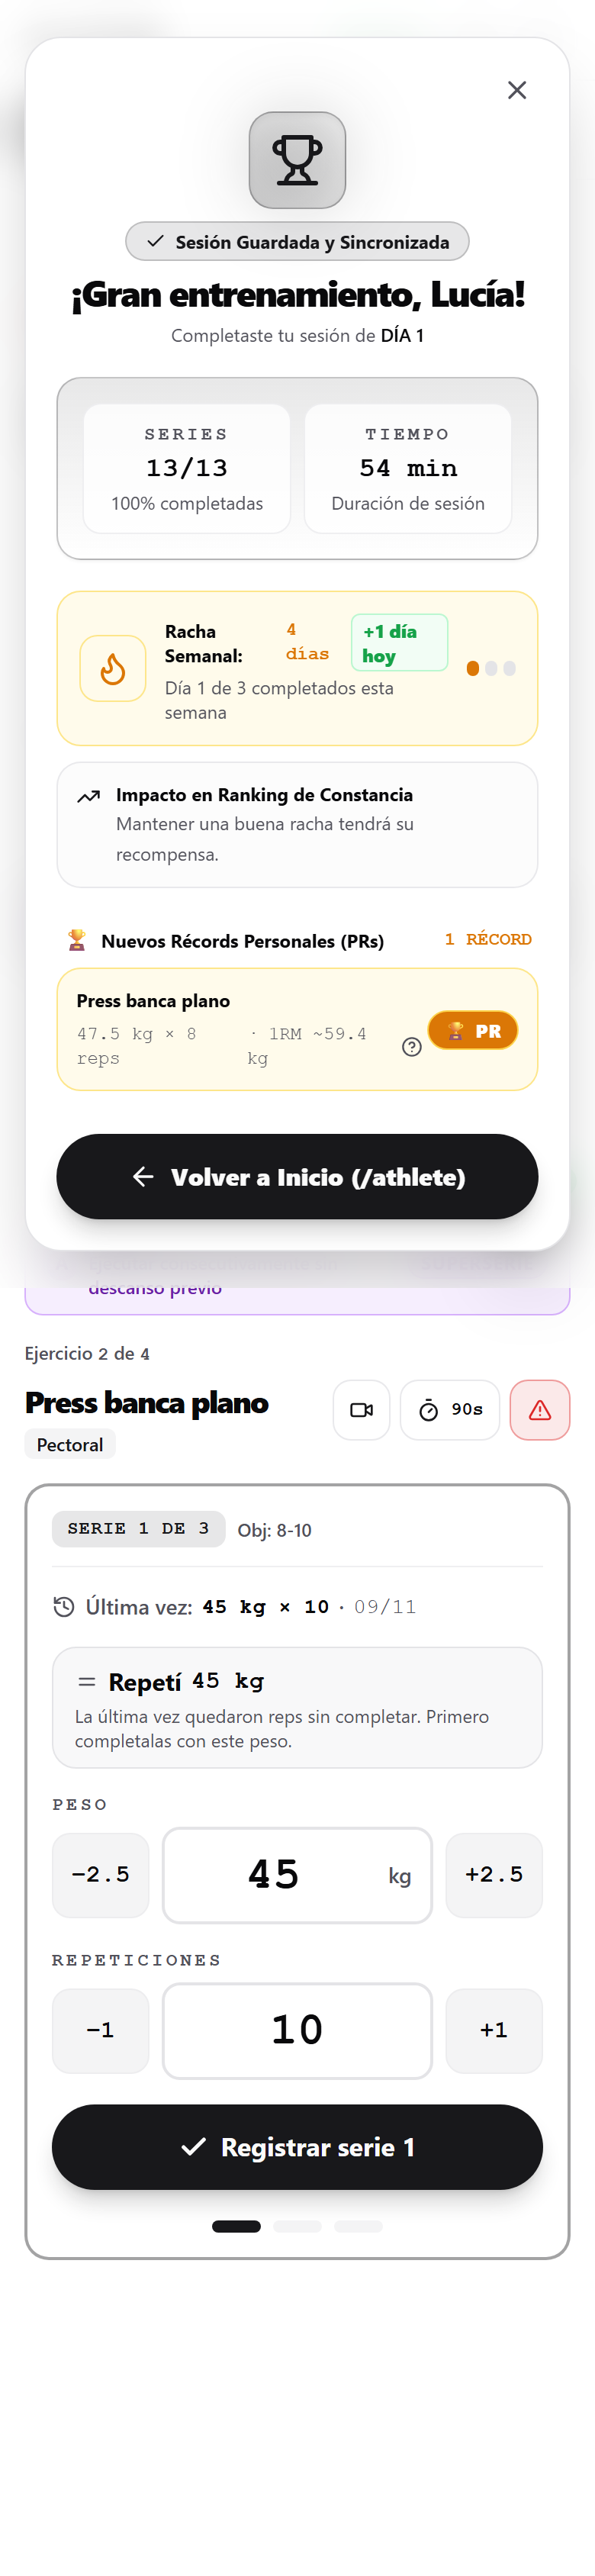 Sesión Guardada y Sincronizada
¡Gran entrenamiento, Lucía!
Completaste tu sesión de DÍA 1
SERIES
13/13
100% completadas
TIEMPO
54 min
Duración de sesión
Racha Semanal:
4 días
+1 día hoy
Día 1 de 3 completados esta
semana
Impacto en Ranking de Constancia
Mantener una buena racha tendrá su
recompensa.
Nuevos Récords Personales (PRs)
1 RÉCORD
Press banca plano
47.5 kg × 8 reps
· 1RM ~59.4 kg
PR
Volver a Inicio (/athlete)
descanso previo
Ejercicio 2 de 4
Press banca plano
90s
Pectoral
SERIE 1 DE 3 Obj: 8-10
Última vez: 45 kg × 10 · 09/11
Repetí 45 kg
La última vez quedaron reps sin completar. Primero
completalas con este peso.
PESO
−2.5 45 kg +2.5
REPETICIONES
−1 10 +1
Registrar serie 1